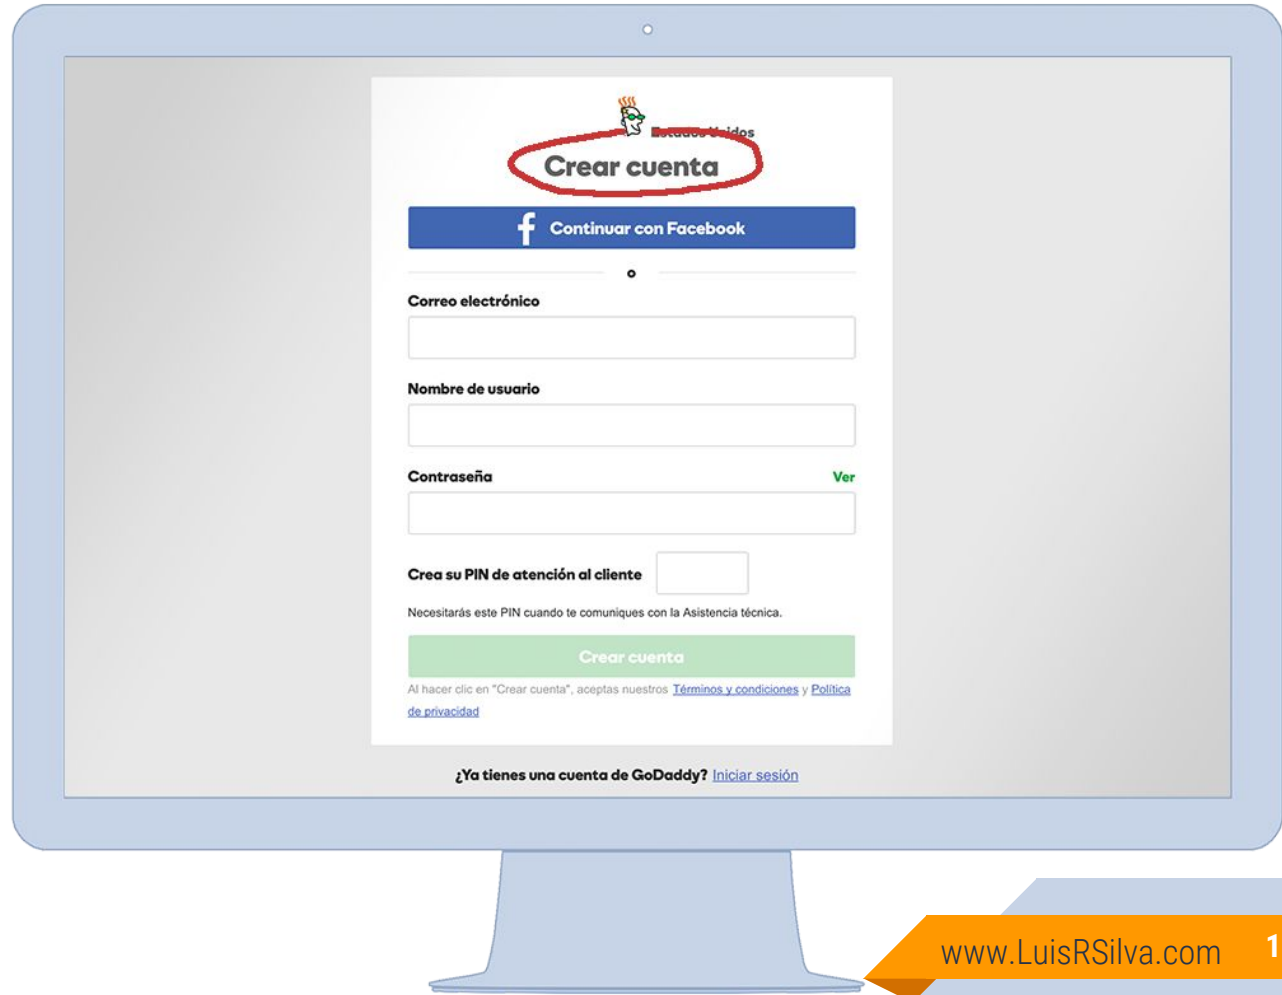 Estados Unidos
Crear cuenta
f Continuar con Facebook
o
Correo electrónico
Nombre de usuario
Contraseña Ver
Crea su PIN de atención al cliente
Necesitarás este PIN cuando te comuniques con la Asistencia técnica.
Crear cuenta
Al hacer clic en "Crear cuenta", aceptas nuestros Términos y condiciones y Política
de privacidad
¿Ya tienes una cuenta de GoDaddy? Iniciar sesión
www.LuisRSilva.com 1